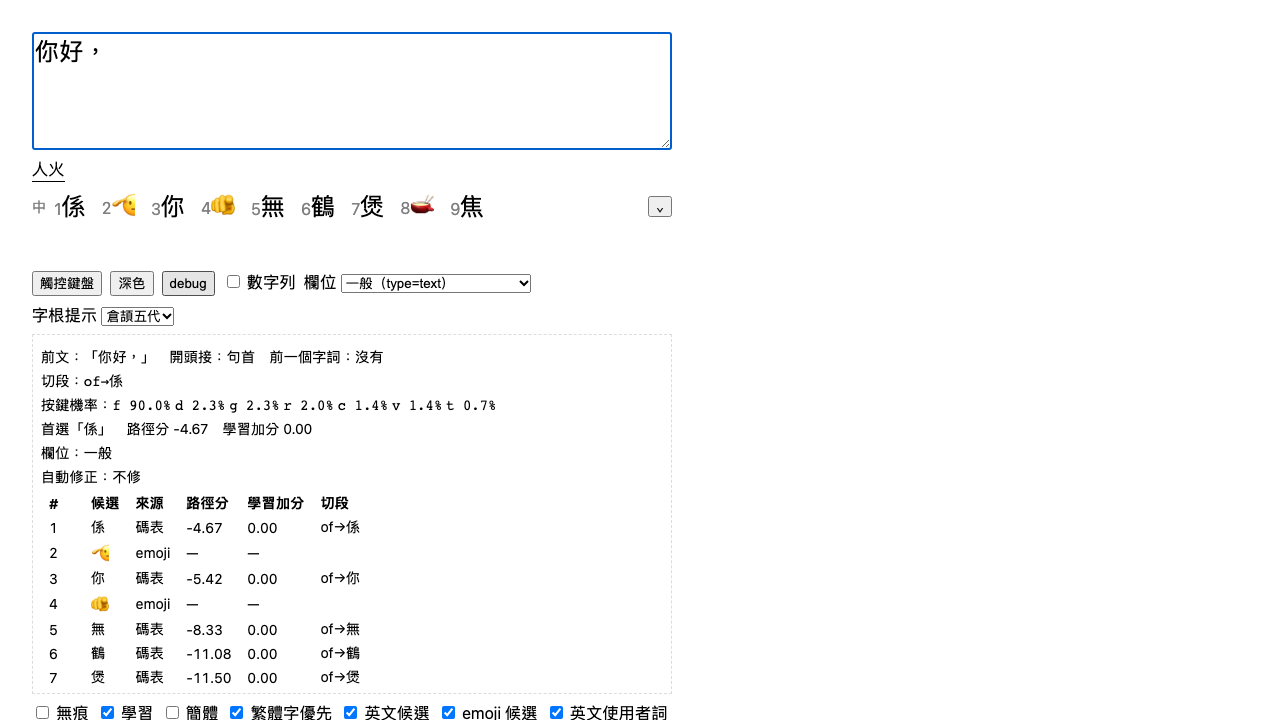 你好，
人火
中 1係 2🫡 3你 4🫵 5無 6鶴 7煲 8🥣 9焦 ⌄
觸控鍵盤 深色 debug 數字列 欄位 一般（type=text）
字根提示 倉頡五代
前文：「你好，」 開頭接：句首 前一個字詞：沒有
切段：of→係
按鍵機率：f 90.0% d 2.3% g 2.3% r 2.0% c 1.4% v 1.4% t 0.7%
首選「係」 路徑分 -4.67 學習加分 0.00
欄位：一般
自動修正：不修
# 候選 來源 路徑分 學習加分 切段
1 係 碼表 -4.67 0.00 of→係
2 🫡 emoji — —
3 你 碼表 -5.42 0.00 of→你
4 🫵 emoji — —
5 無 碼表 -8.33 0.00 of→無
6 鶴 碼表 -11.08 0.00 of→鶴
7 煲 碼表 -11.50 0.00 of→煲
無痕 學習 簡體 繁體字優先 英文候選 emoji 候選 英文使用者詞